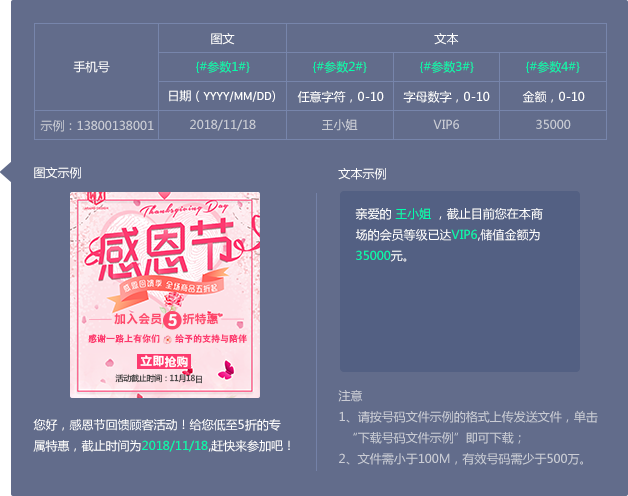 手机号
图文
文本
{#参数1#}
{#参数2#}
{#参数3#}
{#参数4#}
日期（YYYY/MM/DD）
任意字符，0-10
字母数字，0-10
金额，0-10
示例：13800138001
2018/11/18
王小姐
VIP6
35000
图文示例
Thanksgiving Day
感恩节
感恩回馈季 全场商品五折起
加入会员5折特惠
感谢一路上有你们 给予的支持与陪伴
立即抢购
活动截止时间：11月18日
您好，感恩节回馈顾客活动！给您低至5折的专
属特惠，截止时间为2018/11/18,赶快来参加吧！
文本示例
亲爱的 王小姐 ，截止目前您在本商
场的会员等级已达VIP6,储值金额为
35000元。
注意
1、请按号码文件示例的格式上传发送文件，单击
“下载号码文件示例”即可下载；
2、文件需小于100M，有效号码需少于500万。